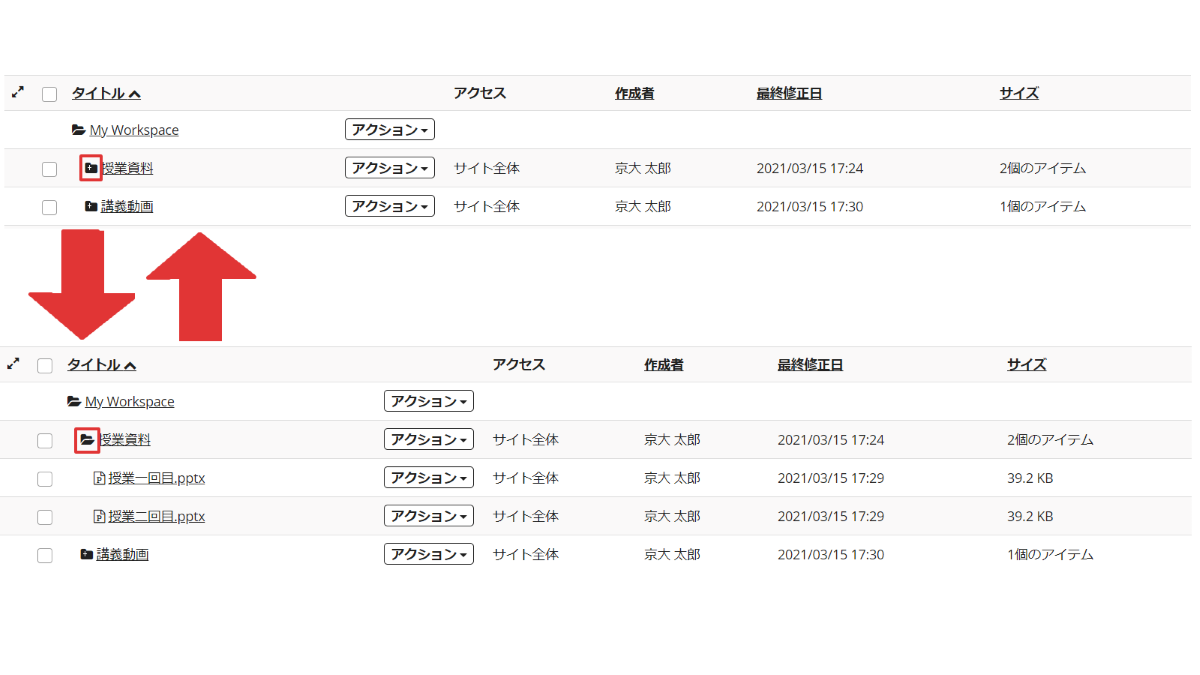 タイトル アクセス 作成者 最終修正日 サイズ
My Workspace アクション
授業資料 アクション サイト全体 京大 太郎 2021/03/15 17:24 2個のアイテム
講義動画 アクション サイト全体 京大 太郎 2021/03/15 17:30 1個のアイテム
タイトル アクセス 作成者 最終修正日 サイズ
My Workspace アクション
授業資料 アクション サイト全体 京大 太郎 2021/03/15 17:24 2個のアイテム
授業一回目.pptx アクション サイト全体 京大 太郎 2021/03/15 17:29 39.2 KB
授業二回目.pptx アクション サイト全体 京大 太郎 2021/03/15 17:29 39.2 KB
講義動画 アクション サイト全体 京大 太郎 2021/03/15 17:30 1個のアイテム